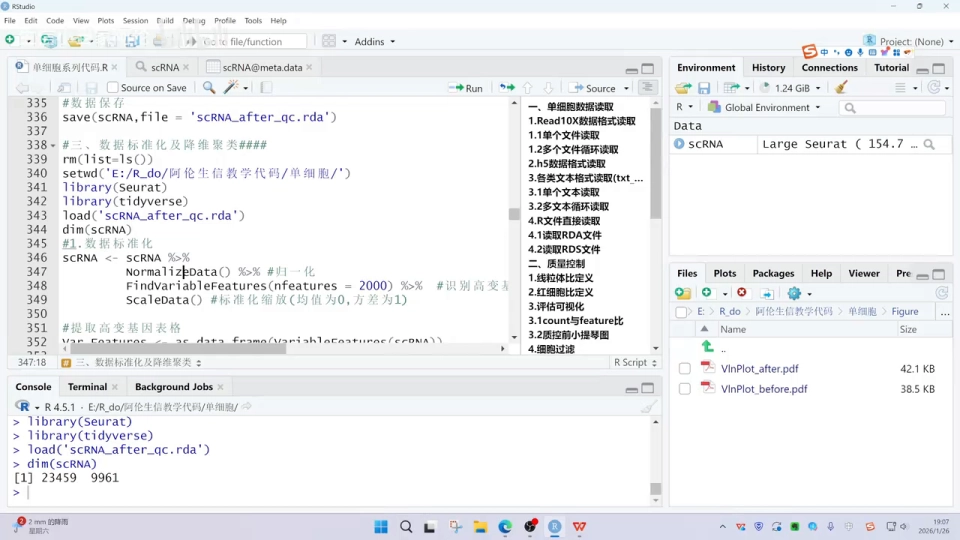 RStudio
File Edit Code View Plots Session Build Debug Profile Tools Help
Go to file/function
Addins
Project: (None)
单细胞系列代码.R
scRNA
scRNA@meta.data
Source on Save
Run
Source
335 #数据保存
336 save(scRNA,file = 'scRNA_after_qc.rda')
337
338 #三、数据标准化及降维聚类####
339 rm(list=ls())
340 setwd('E:/R_do/阿伦生信教学代码/单细胞/')
341 library(Seurat)
342 library(tidyverse)
343 load('scRNA_after_qc.rda')
344 dim(scRNA)
345 #1.数据标准化
346 scRNA <- scRNA %>%
347 NormalizeData() %>% #归一化
348 FindVariableFeatures(nfeatures = 2000) %>% #识别高变基
349 ScaleData() #标准化缩放(均值为0,方差为1)
350
351 #提取高变基因表格
352 Var_Features <- as.data.frame(VariableFeatures(scRNA))
353
347:18
三、数据标准化及降维聚类
R Script
一、单细胞数据读取
1.Read10X数据格式读取
1.1单个文件读取
1.2多个文件循环读取
2.h5数据格式读取
3.各类文本格式读取(txt_...
3.1单个文本读取
3.2多文本循环读取
4.R文件直接读取
4.1读取RDA文件
4.2读取RDS文件
二、质量控制
1.线粒体比定义
2.红细胞比定义
3.评估可视化
3.1count与feature比
3.2质控前小提琴图
4.细胞过滤
Console
Terminal
Background Jobs
R 4.5.1 · E:/R_do/阿伦生信教学代码/单细胞/
> library(Seurat)
> library(tidyverse)
> load('scRNA_after_qc.rda')
> dim(scRNA)
[1] 23459 9961
>
Environment
History
Connections
Tutorial
1.24 GiB
R
Global Environment
Data
scRNA
Large Seurat ( 154.7 …
Files
Plots
Packages
Help
Viewer
Pre
E:
R_do
阿伦生信教学代码
单细胞
Figure
...
Name
Size
..
VlnPlot_after.pdf
42.1 KB
VlnPlot_before.pdf
38.5 KB
2
2 mm 的降雨
星期六
19:07
2026/1/26